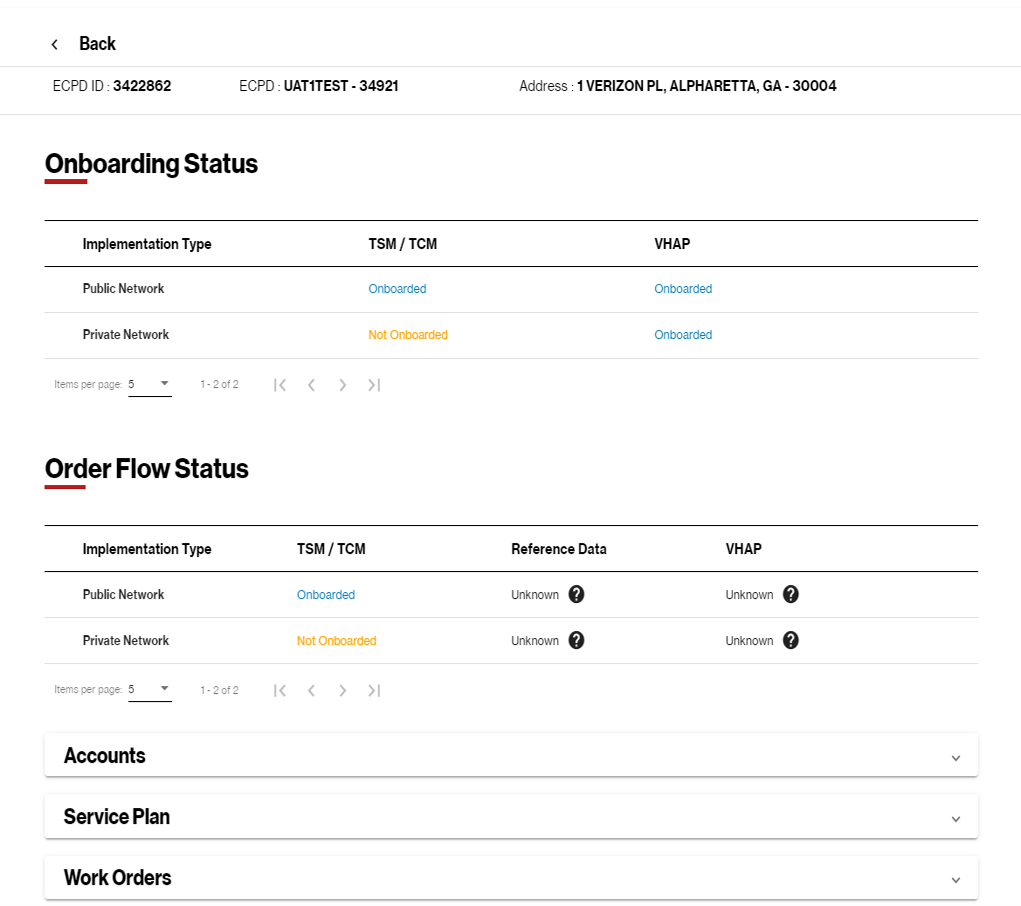 Back
ECPD ID : 3422862 ECPD : UAT1TEST - 34921 Address : 1 VERIZON PL, ALPHARETTA, GA - 30004
Onboarding Status
Implementation Type TSM / TCM VHAP
Public Network Onboarded Onboarded
Private Network Not Onboarded Onboarded
Items per page: 5 1 - 2 of 2
Order Flow Status
Implementation Type TSM / TCM Reference Data VHAP
Public Network Onboarded Unknown ? Unknown ?
Private Network Not Onboarded Unknown ? Unknown ?
Items per page: 5 1 - 2 of 2
Accounts
Service Plan
Work Orders